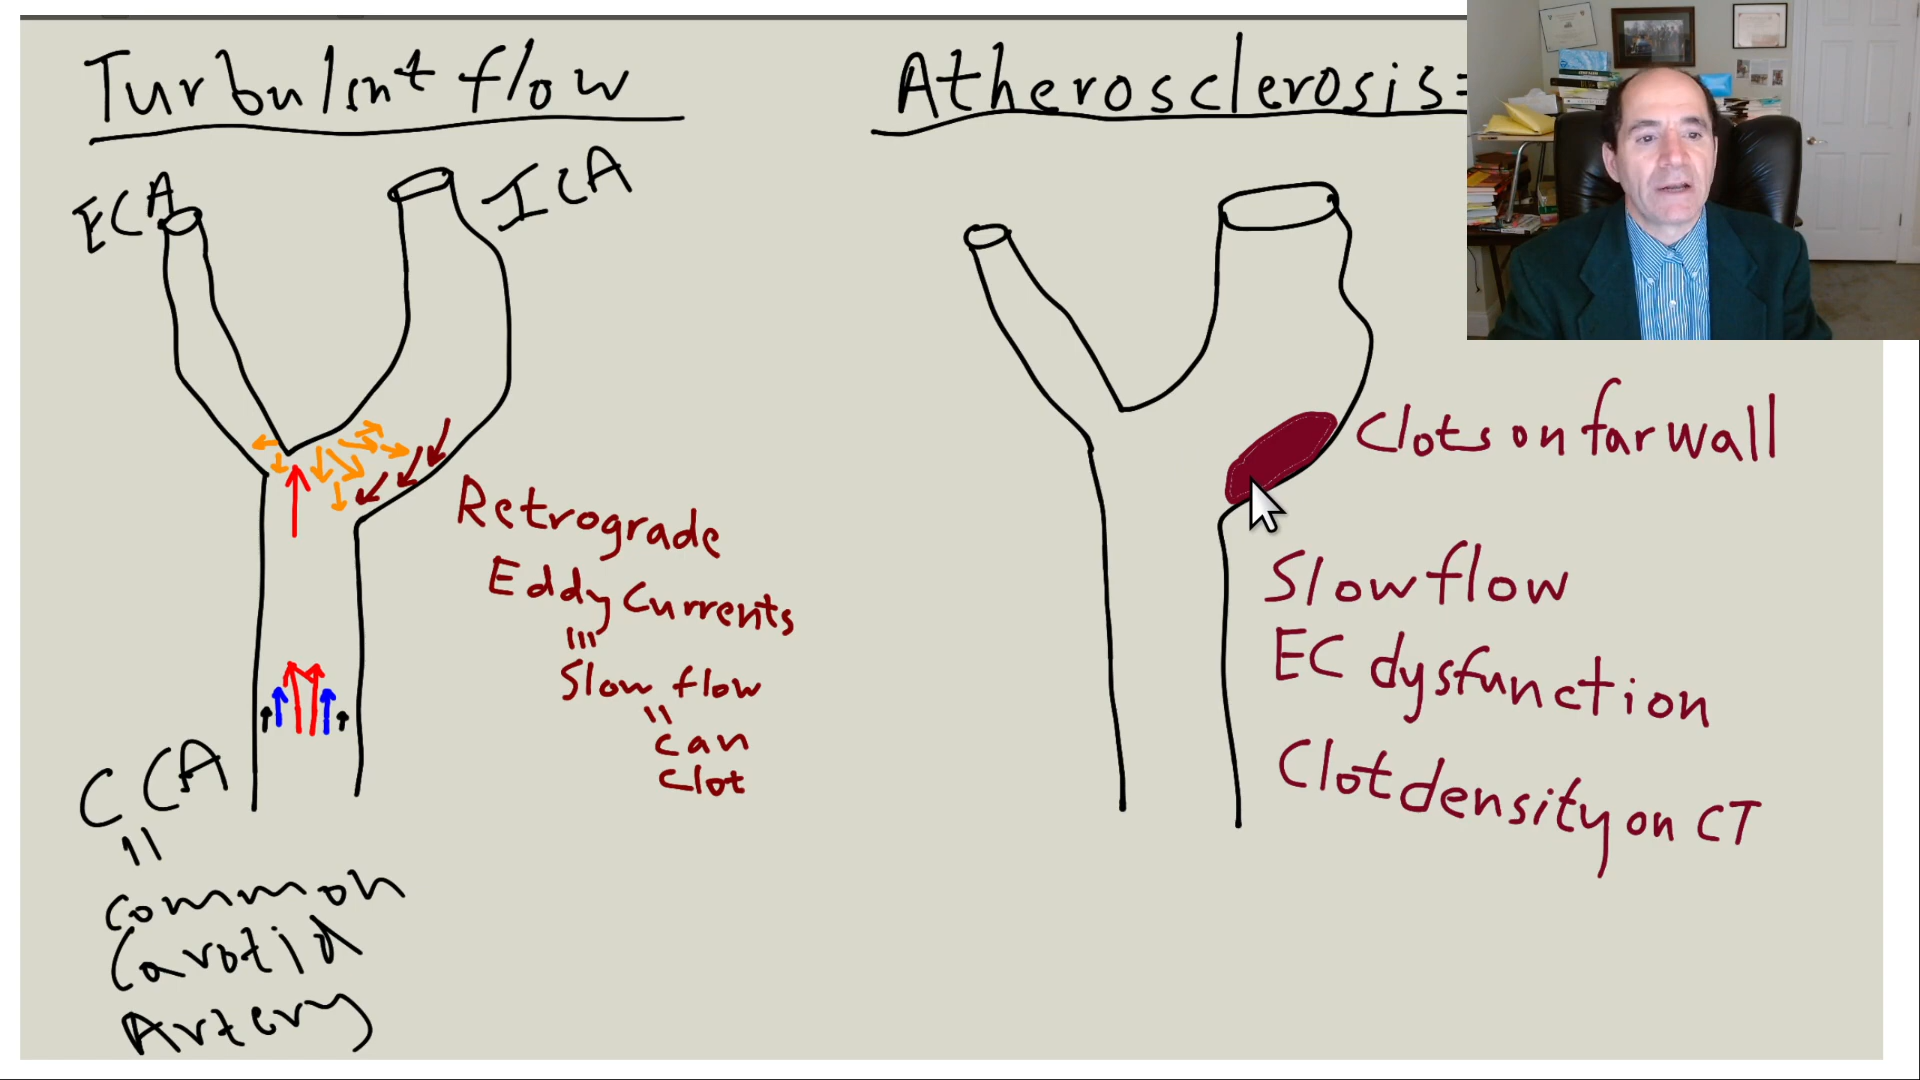 Turbulent flow
ECA
ICA
Retrograde
Eddy Currents
Slow flow
can
clot
CCA
common
Carotid
Artery
Atherosclerosis=
Clots on far wall
Slow flow
EC dysfunction
Clot density on CT